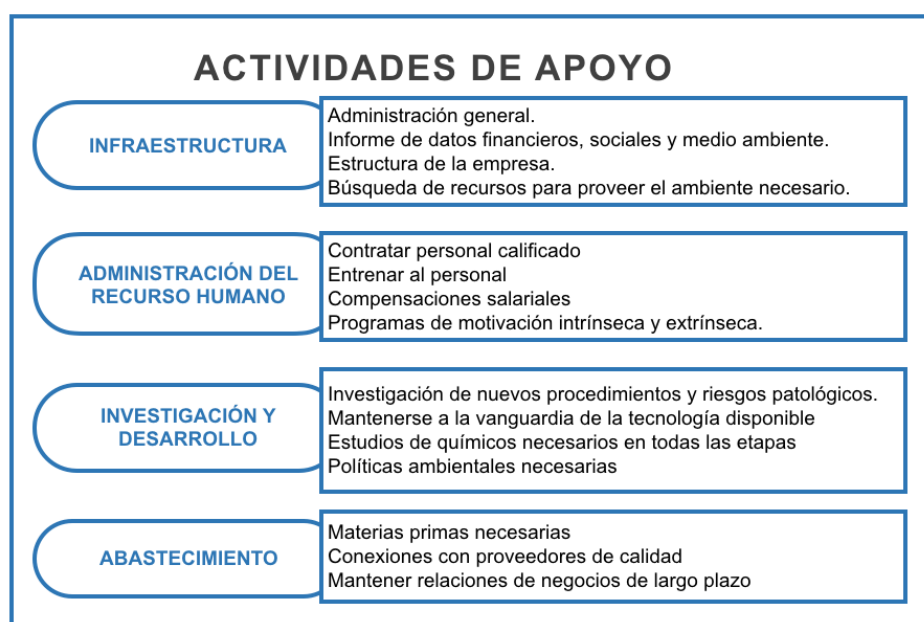 ACTIVIDADES DE APOYO
INFRAESTRUCTURA
Administración general.
Informe de datos financieros, sociales y medio ambiente.
Estructura de la empresa.
Búsqueda de recursos para proveer el ambiente necesario.
ADMINISTRACIÓN DEL
RECURSO HUMANO
Contratar personal calificado
Entrenar al personal
Compensaciones salariales
Programas de motivación intrínseca y extrínseca.
INVESTIGACIÓN Y
DESARROLLO
Investigación de nuevos procedimientos y riesgos patológicos.
Mantenerse a la vanguardia de la tecnología disponible
Estudios de químicos necesarios en todas las etapas
Políticas ambientales necesarias
ABASTECIMIENTO
Materias primas necesarias
Conexiones con proveedores de calidad
Mantener relaciones de negocios de largo plazo